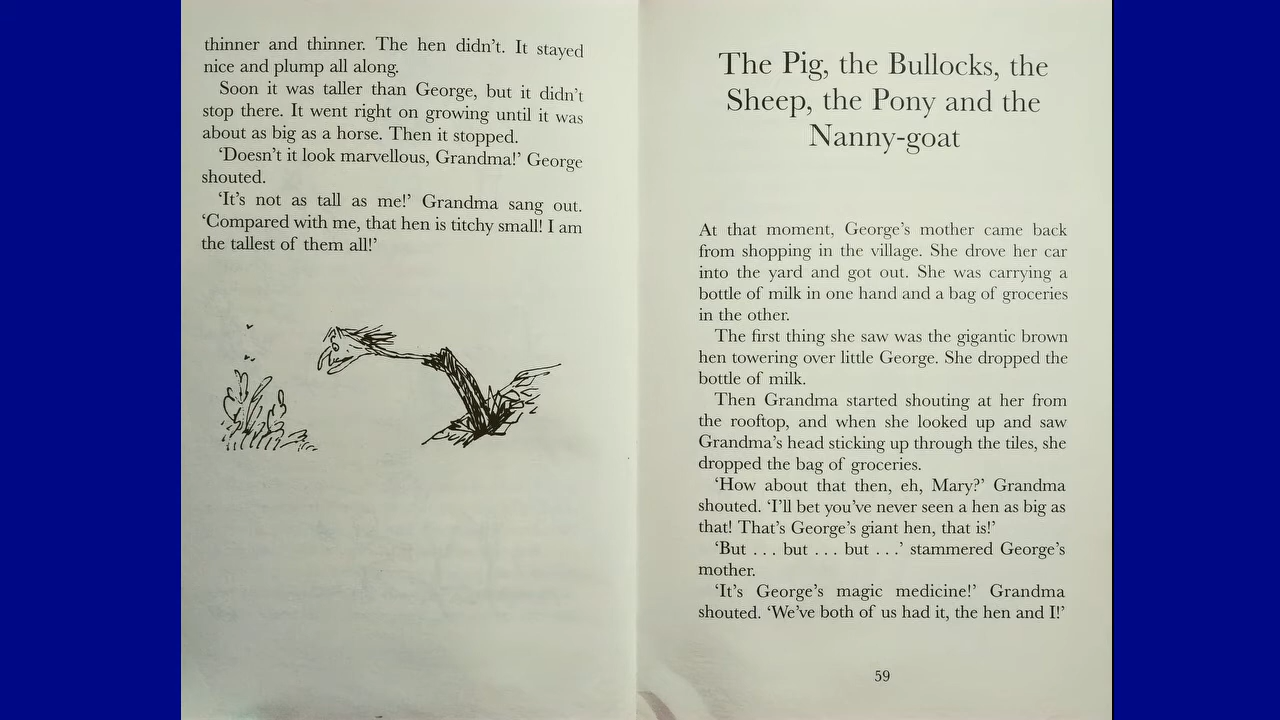 thinner and thinner. The hen didn't. It stayed
nice and plump all along.
Soon it was taller than George, but it didn't
stop there. It went right on growing until it was
about as big as a horse. Then it stopped.
‘Doesn't it look marvellous, Grandma!’ George
shouted.
‘It's not as tall as me!’ Grandma sang out.
‘Compared with me, that hen is titchy small! I am
the tallest of them all!’
The Pig, the Bullocks, the
Sheep, the Pony and the
Nanny-goat
At that moment, George's mother came back
from shopping in the village. She drove her car
into the yard and got out. She was carrying a
bottle of milk in one hand and a bag of groceries
in the other.
The first thing she saw was the gigantic brown
hen towering over little George. She dropped the
bottle of milk.
Then Grandma started shouting at her from
the rooftop, and when she looked up and saw
Grandma's head sticking up through the tiles, she
dropped the bag of groceries.
‘How about that then, eh, Mary?’ Grandma
shouted. ‘I'll bet you've never seen a hen as big as
that! That's George's giant hen, that is!’
‘But . . . but . . . but . . .’ stammered George's
mother.
‘It's George's magic medicine!’ Grandma
shouted. ‘We've both of us had it, the hen and I!’
59